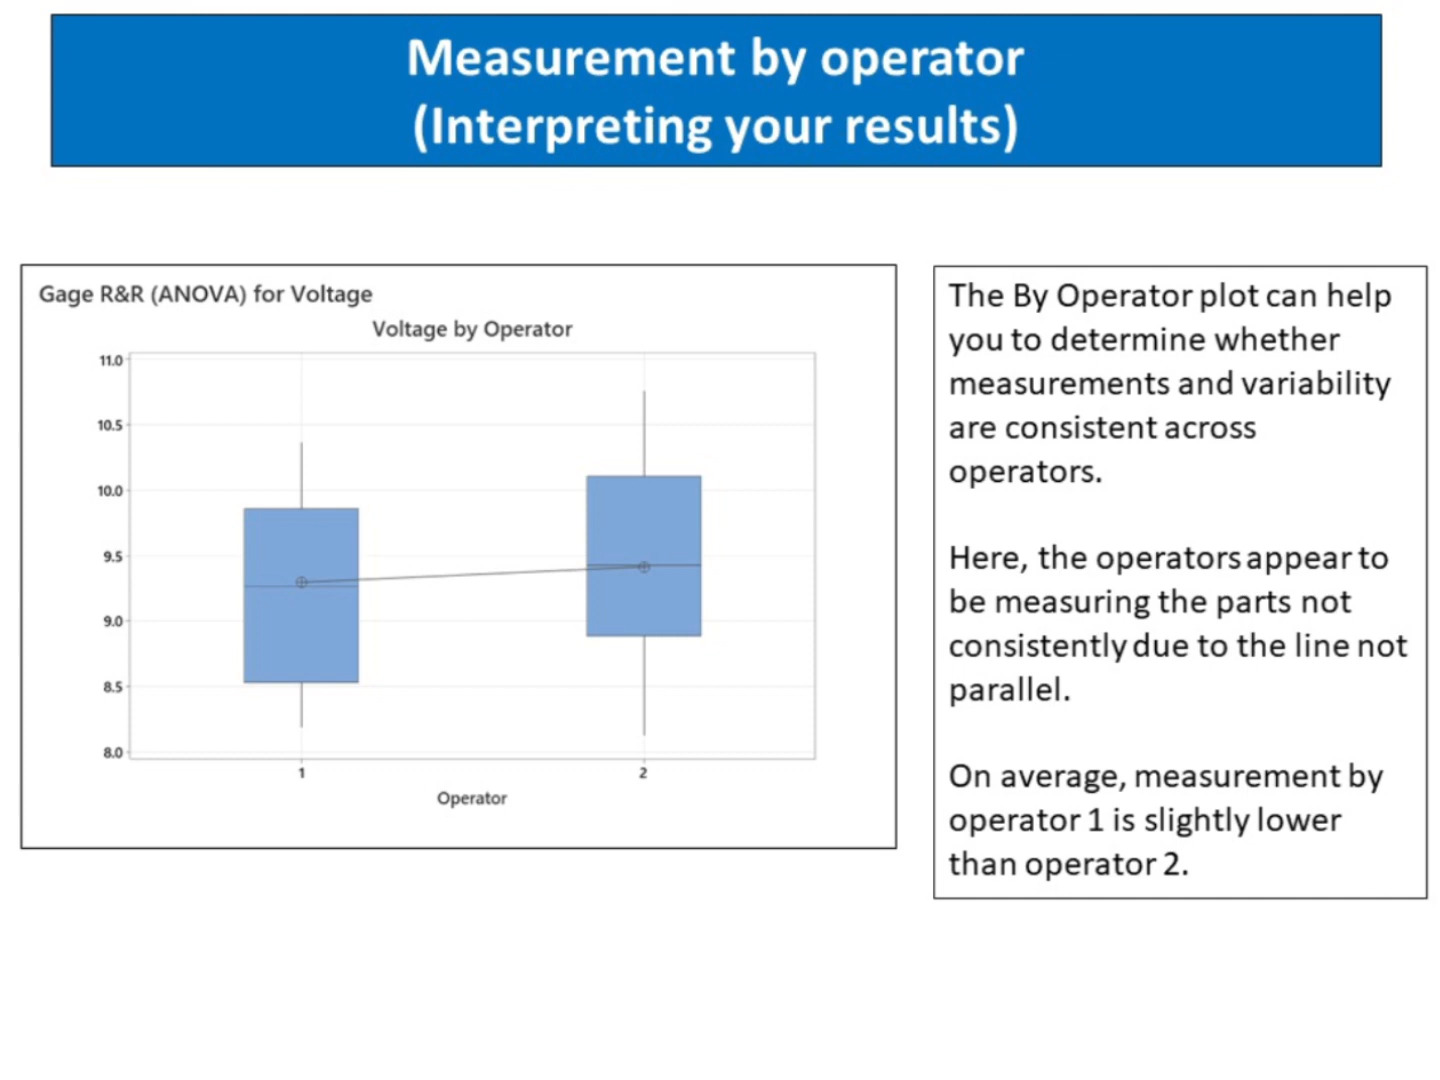 Measurement by operator
(Interpreting your results)
Gage R&R (ANOVA) for Voltage
Voltage by Operator
11.0
10.5
10.0
9.5
9.0
8.5
8.0
1
2
Operator
The By Operator plot can help
you to determine whether
measurements and variability
are consistent across
operators.
Here, the operators appear to
be measuring the parts not
consistently due to the line not
parallel.
On average, measurement by
operator 1 is slightly lower
than operator 2.